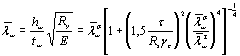 λ̄_w = h_w/t_w √(R_y/E) = λ̄_w^σ [1 + (1,5 τ/(R_s γ_c))² (λ̄_w^σ/λ̄_w^τ)⁴]^(-1/4)